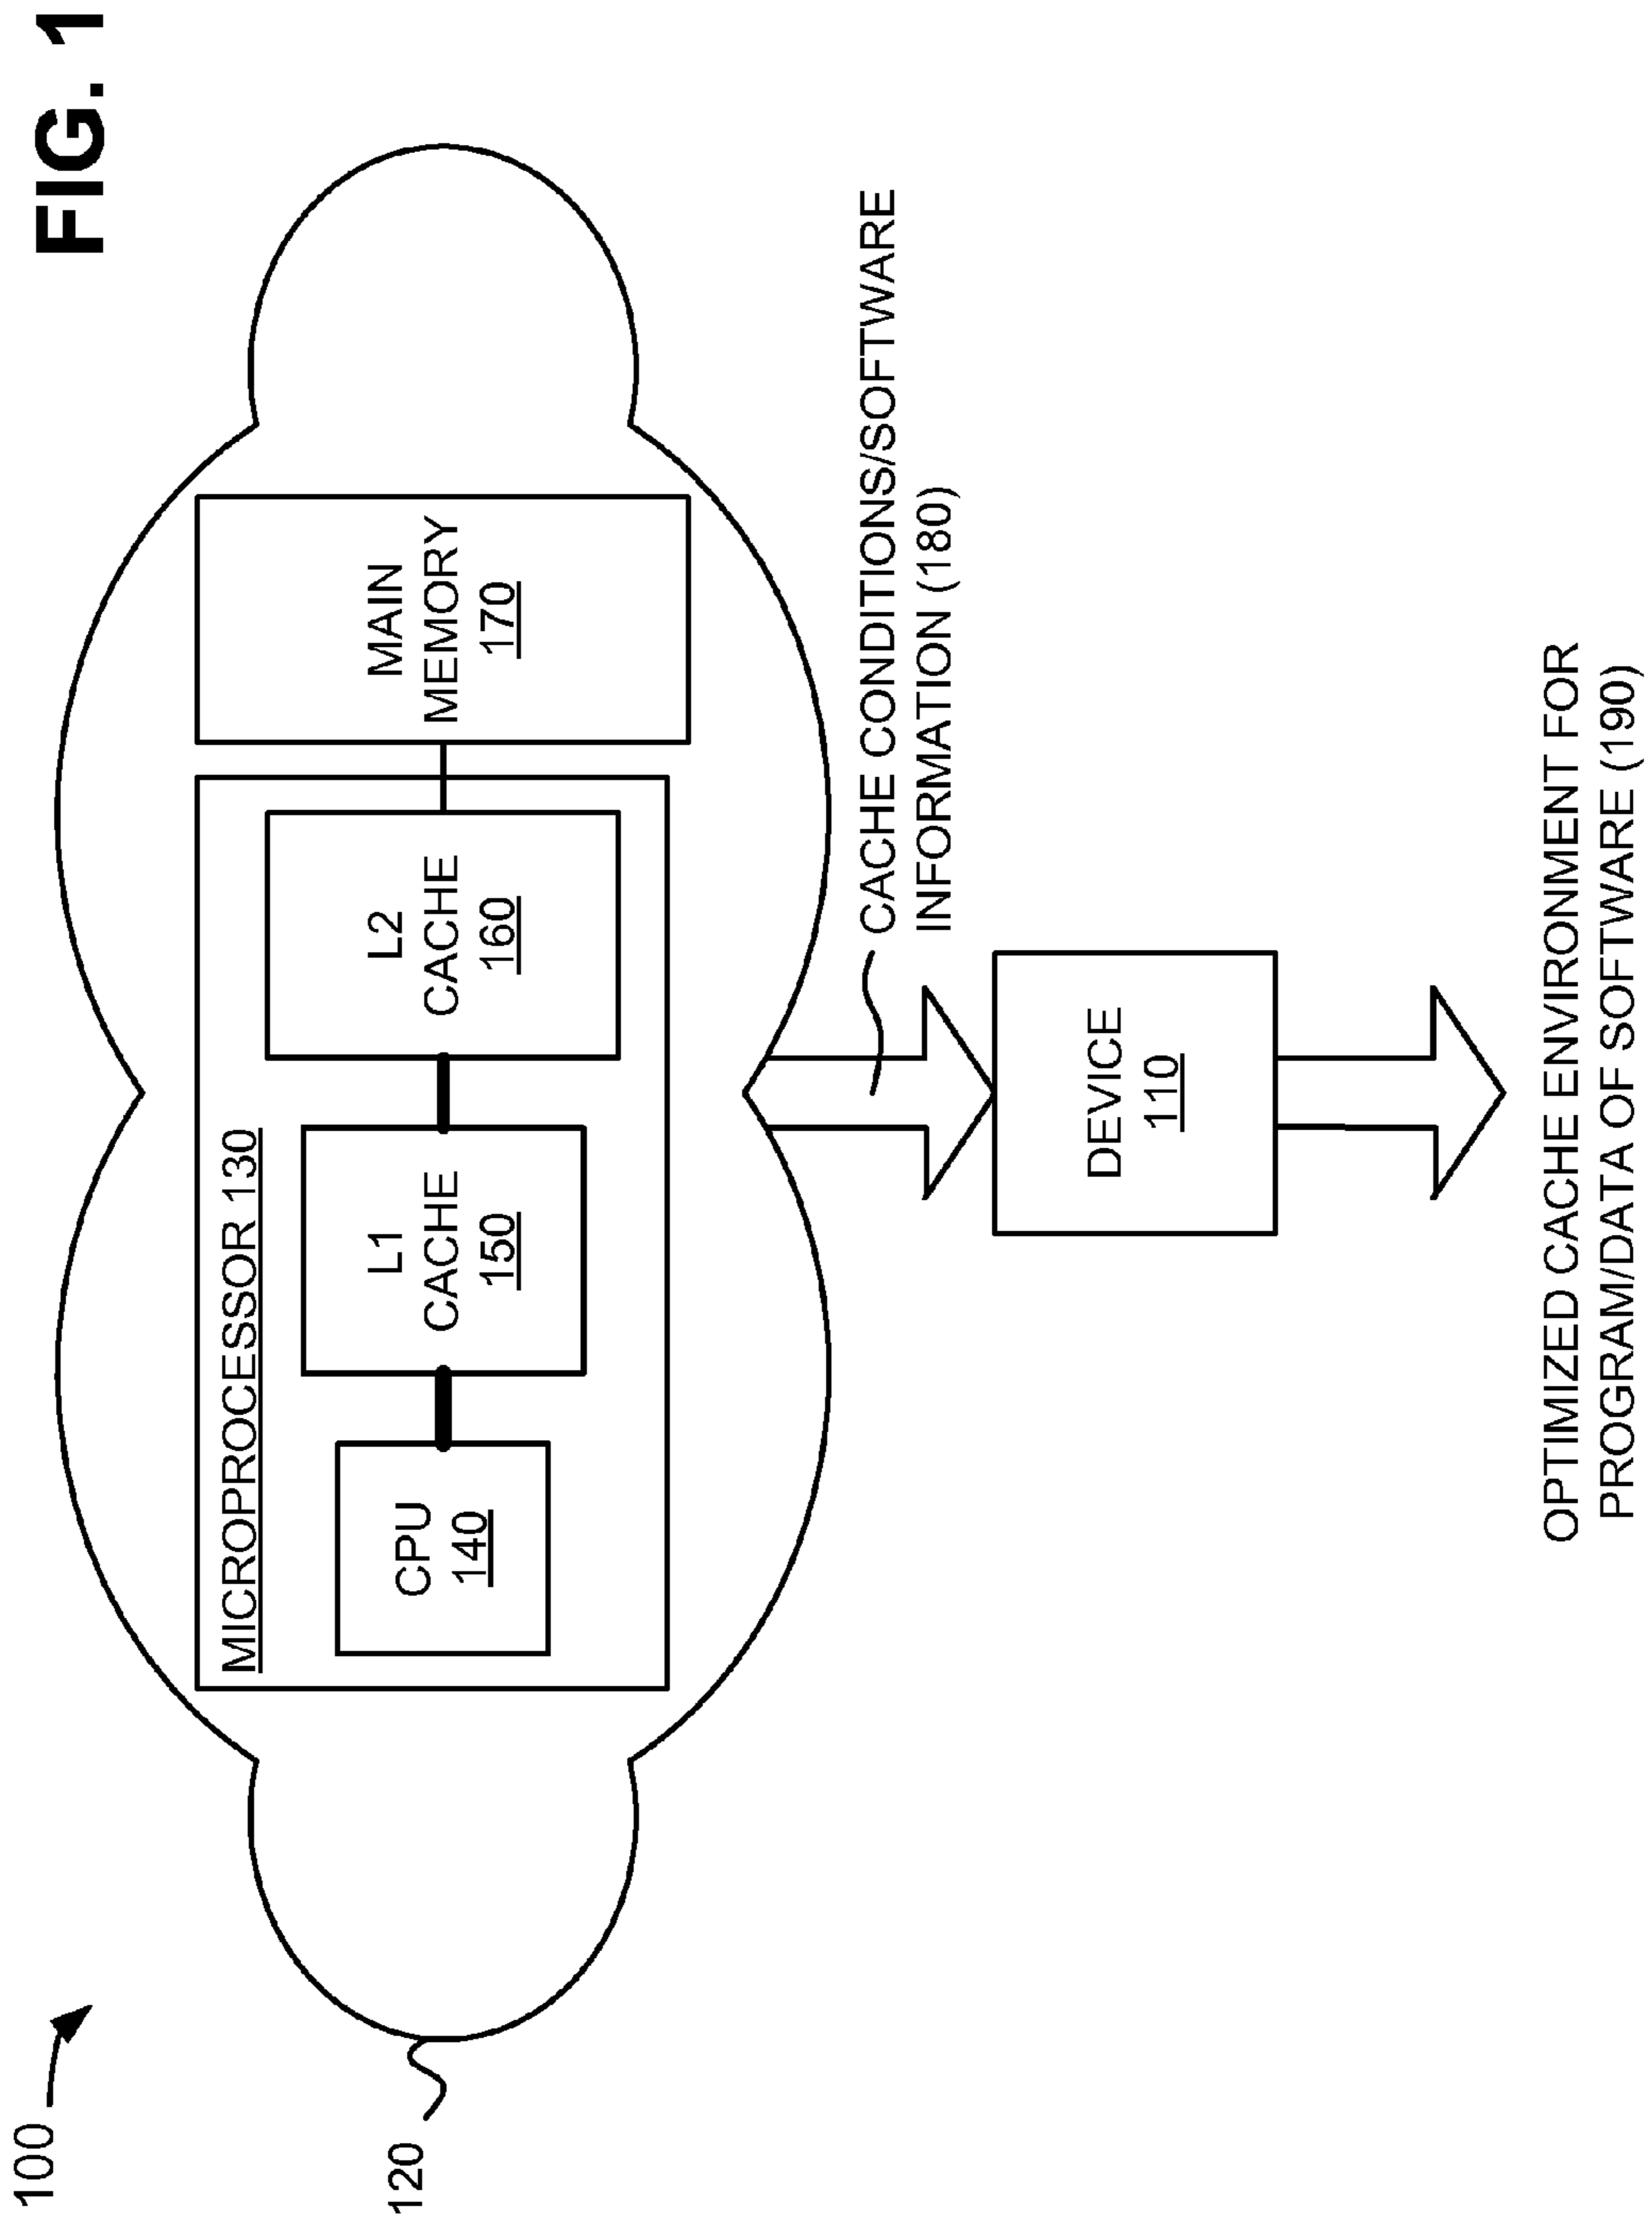 FIG. 1
100
120
MICROPROCESSOR 130
CPU
140
L1
CACHE
150
L2
CACHE
160
MAIN
MEMORY
170
CACHE CONDITIONS/SOFTWARE
INFORMATION (180)
DEVICE
110
OPTIMIZED CACHE ENVIRONMENT FOR
PROGRAM/DATA OF SOFTWARE (190)